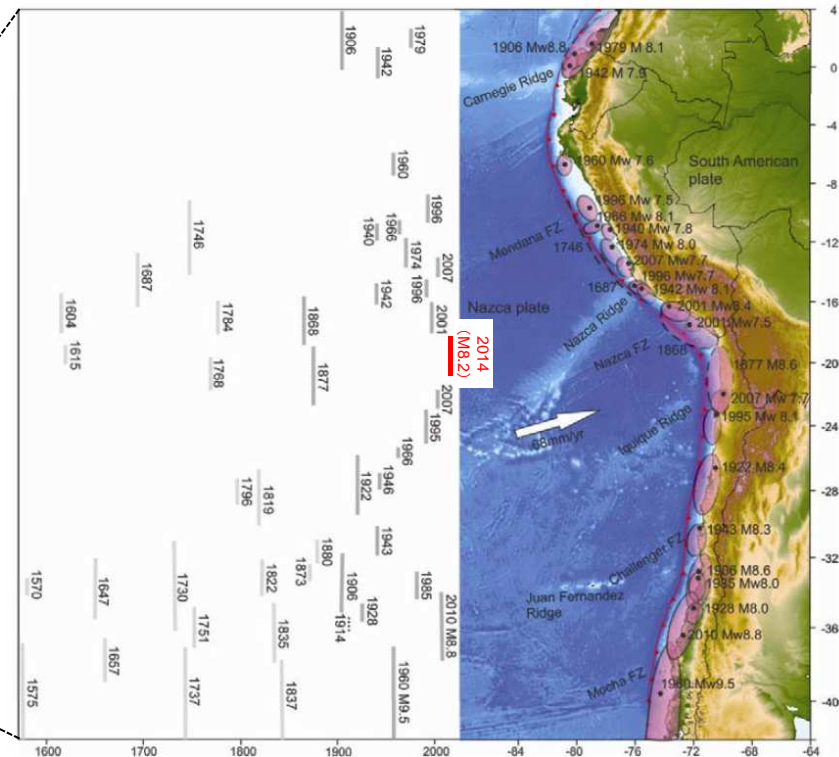 1906
1979
1942
1960
1996
1966
1940
1974
2007
1996
1942
2001
2014
(M8.2)
2007
1995
1966
1946
1922
1943
1746
1687
1604
1784
1868
1615
1768
1877
1796
1819
1880
1873
1822
1906
1985
1928
1914
2010 M8.8
1570
1647
1730
1751
1835
1657
1575
1737
1837
1960 M9.5
1600
1700
1800
1900
2000
1906 Mw8.8
1979 M 8.1
1942 M 7.9
Carnegie Ridge
1960 Mw 7.6
South American
plate
1996 Mw 7.5
1966 Mw 8.1
1940 Mw 7.8
Mendana FZ
1746
1974 Mw 8.0
2007 Mw7.7
1996 Mw7.7
1687
1942 Mw 8.1
2001 Mw8.4
Nazca plate
Nazca Ridge
2001 Mw7.5
Nazca FZ
1868
1877 M8.6
2007 Mw 7.7
1995 Mw 8.1
68mm/yr
Iquique Ridge
1922 M8.4
1943 M8.3
Challenger FZ
1906 M8.6
1985 Mw8.0
Juan Fernandez
Ridge
1928 M8.0
2010 Mw8.8
Mocha FZ
1960 Mw9.5
4
0
-4
-8
-12
-16
-20
-24
-28
-32
-36
-40
-84
-80
-76
-72
-68
-64